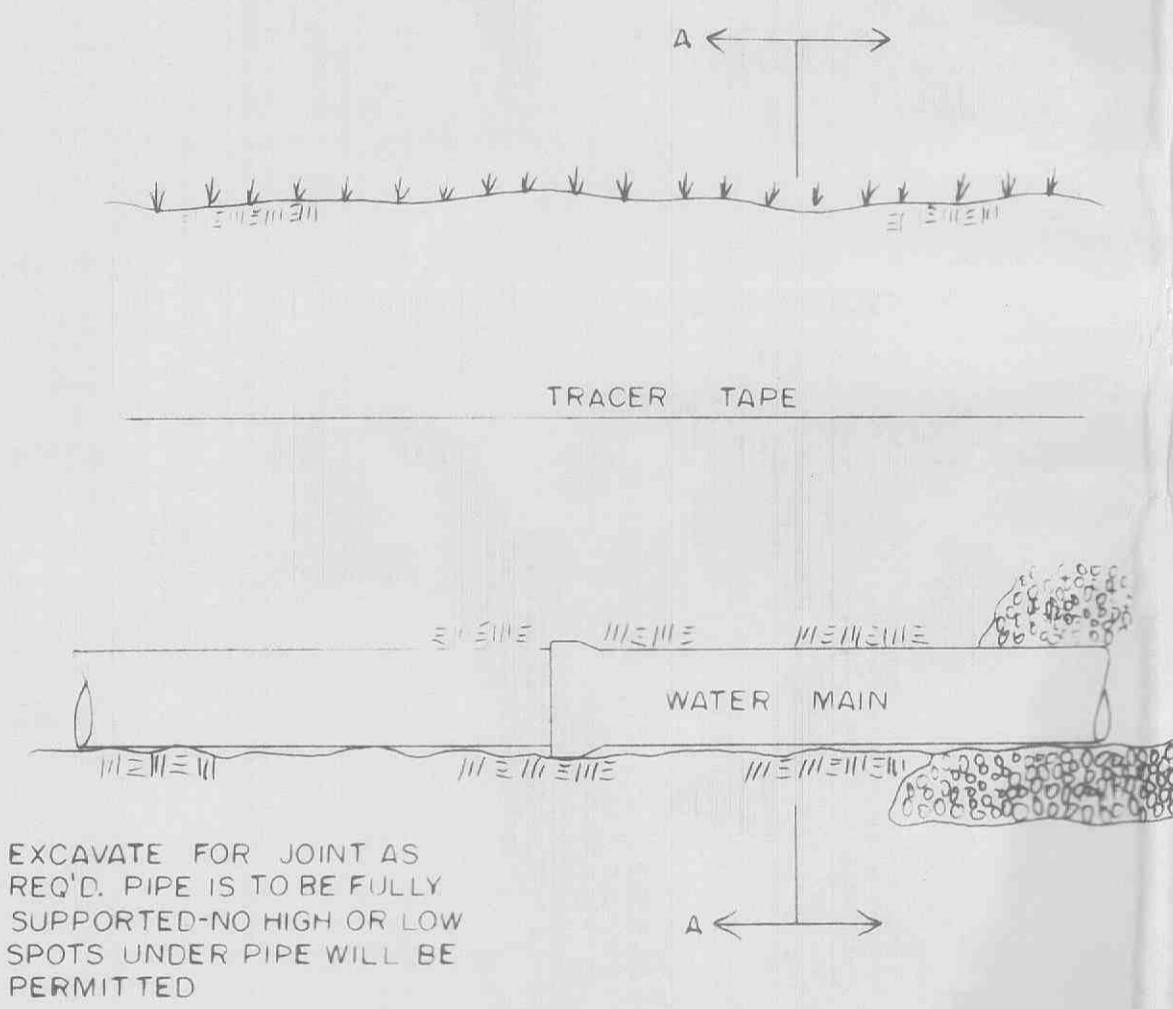 A
TRACER TAPE
WATER MAIN
EXCAVATE FOR JOINT AS
REQ'D. PIPE IS TO BE FULLY
SUPPORTED-NO HIGH OR LOW
SPOTS UNDER PIPE WILL BE
PERMITTED
A